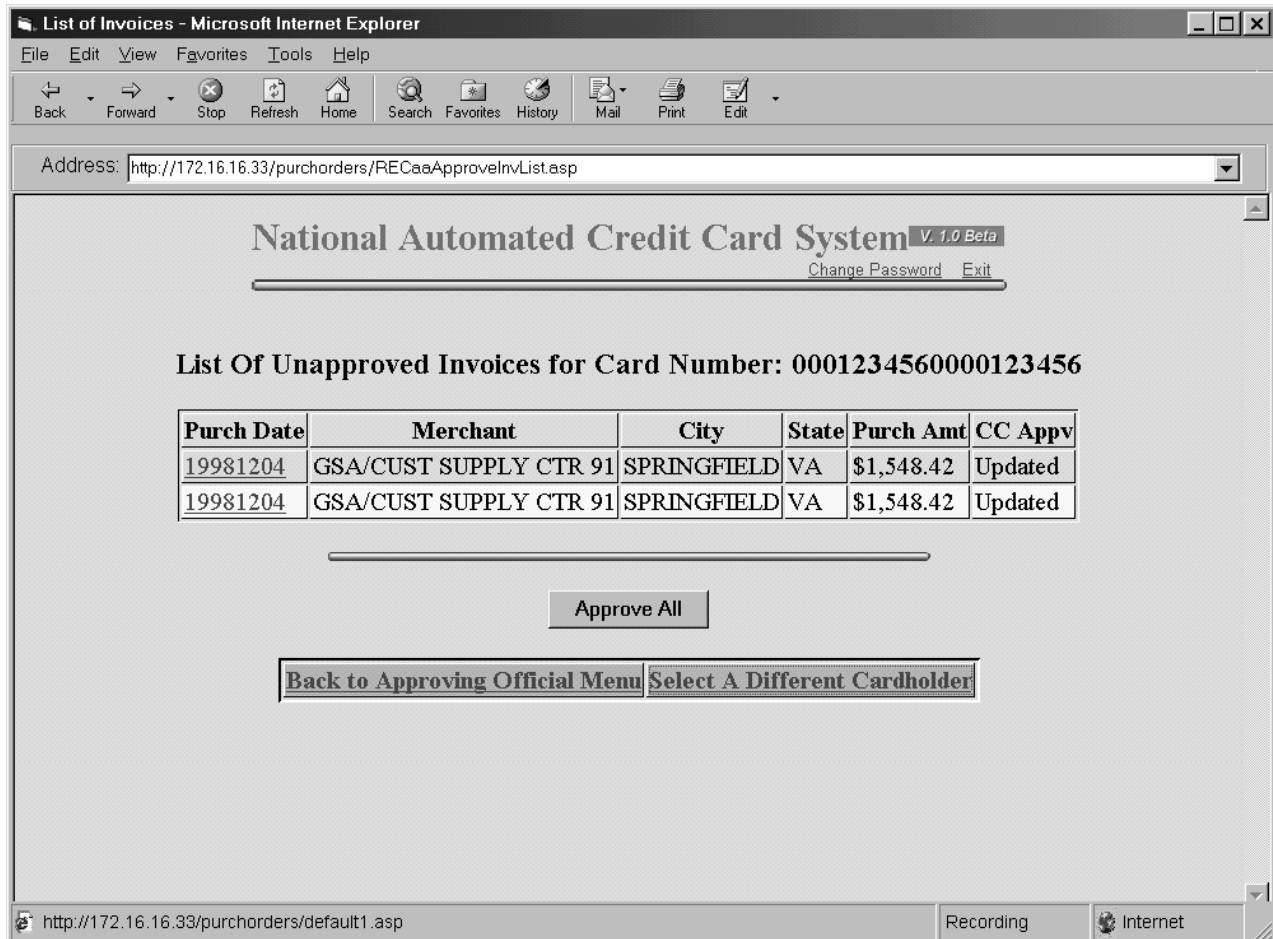 List of Invoices - Microsoft Internet Explorer
File Edit View Favorites Tools Help
Back Forward Stop Refresh Home Search Favorites History Mail Print Edit
Address: http://172.16.16.33/purchorders/RECaaApproveInvList.asp
National Automated Credit Card System V. 1.0 Beta
Change Password Exit
List Of Unapproved Invoices for Card Number: 0001234560000123456
Purch Date Merchant City State Purch Amt CC Appv
19981204 GSA/CUST SUPPLY CTR 91 SPRINGFIELD VA $1,548.42 Updated
19981204 GSA/CUST SUPPLY CTR 91 SPRINGFIELD VA $1,548.42 Updated
Approve All
Back to Approving Official Menu Select A Different Cardholder
http://172.16.16.33/purchorders/default1.asp Recording Internet